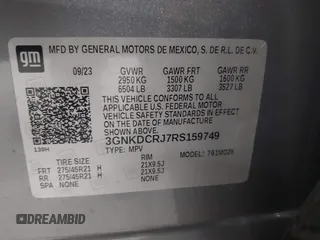 gm
MFD BY GENERAL MOTORS DE MEXICO, S. DE R.L. DE C.V.
09/23 GVWR GAWR FRT GAWR RR
2950 KG 1500 KG 1600 KG
6504 LB 3307 LB 3527 LB
THIS VEHICLE CONFORMS TO ALL
APPLICABLE U.S. FEDERAL MOTOR
VEHICLE SAFETY STANDARDS IN
EFFECT ON THE DATE OF
MANUFACTURE SHOWN ABOVE.
3GNKDCRJ7RS159749
TYPE: MPV
TIRE SIZE RIM
FRT 275/45R21 H 21X9.5J
RR 275/45R21 H 21X9.5J
SPA NONE NONE
DREAMBID